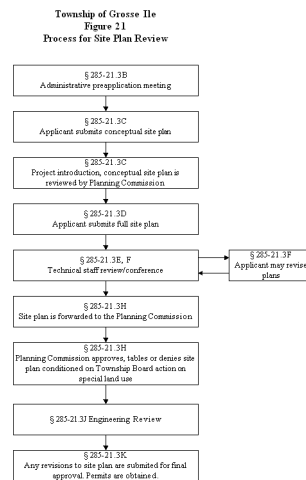 Township of Grosse Ile
Figure 21
Process for Site Plan Review
§ 285-21.3B
Administrative preapplication meeting
§ 285-21.3C
Applicant submits conceptual site plan
§ 285-21.3C
Project introduction, conceptual site plan is
reviewed by Planning Commission
§ 285-21.3D
Applicant submits full site plan
§ 285-21.3E, F
Technical staff review/conference
§ 285-21.3F
Applicant may revise
plans
§ 285-21.3H
Site plan is forwarded to the Planning Commission
§ 285-21.3H
Planning Commission approves, tables or denies site
plan conditioned on Township Board action on
special land use
§ 285-21.3J Engineering Review
§ 285-21.3K
Any revisions to site plan are submited for final
approval. Permits are obtained.